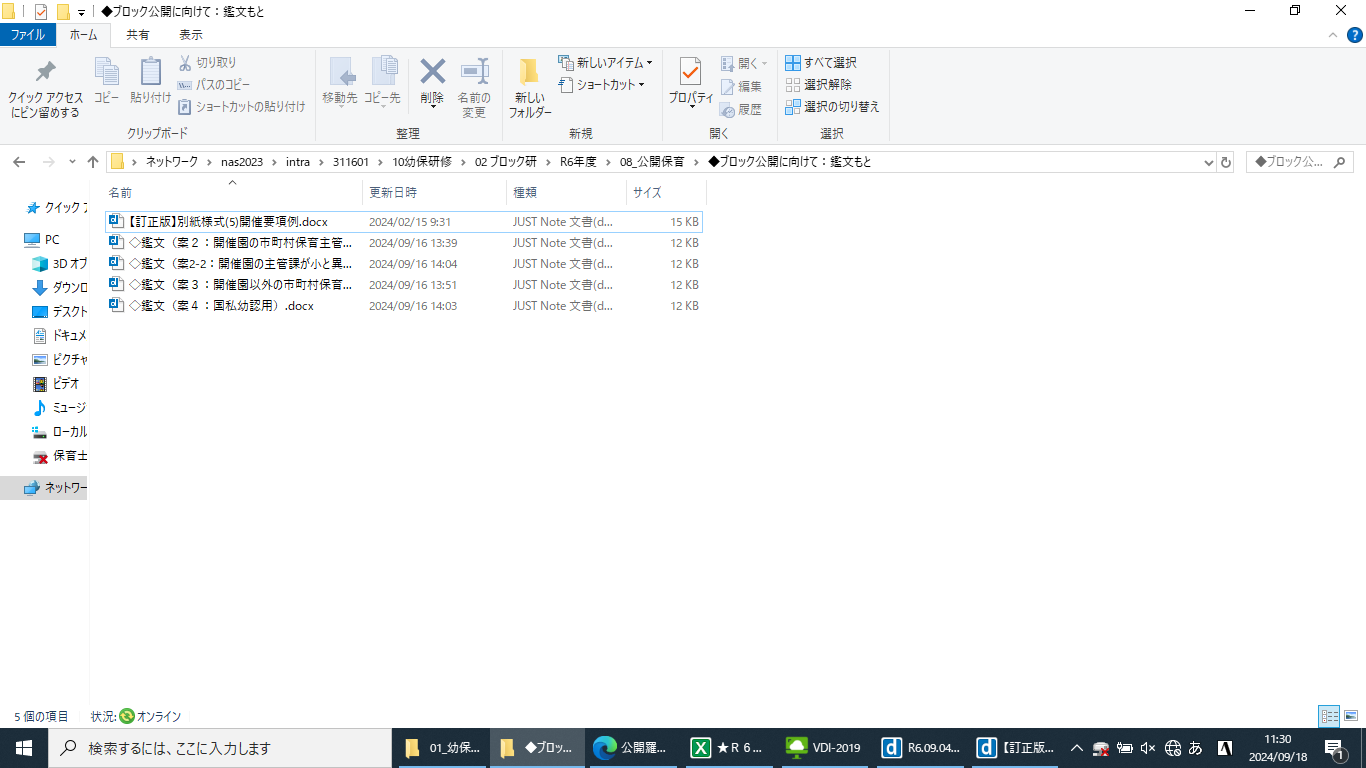 ◆ブロック公開に向けて：鑑文もと
ファイル ホーム 共有 表示
クイック アクセスにピン留めする
コピー
貼り付け
切り取り
パスのコピー
ショートカットの貼り付け
クリップボード
移動先
コピー先
削除
名前の変更
整理
新しいフォルダー
新しいアイテム
ショートカット
新規
プロパティ
開く
編集
履歴
開く
すべて選択
選択解除
選択の切り替え
選択
ネットワーク > nas2023 > intra > 311601 > 10幼保研修 > 02 ブロック研 > R6年度 > 08_公開保育 > ◆ブロック公開に向けて：鑑文もと
◆ブロック公...
名前 更新日時 種類 サイズ
【訂正版】別紙様式(5)開催要項例.docx 2024/02/15 9:31 JUST Note 文書(d... 15 KB
◇鑑文（案２：開催園の市町村保育主管... 2024/09/16 13:39 JUST Note 文書(d... 12 KB
◇鑑文（案2-2：開催園の主管課が小と異... 2024/09/16 14:04 JUST Note 文書(d... 12 KB
◇鑑文（案３：開催園以外の市町村保育... 2024/09/16 13:51 JUST Note 文書(d... 12 KB
◇鑑文（案４：国私幼認用）.docx 2024/09/16 14:03 JUST Note 文書(d... 12 KB
クイック ア
PC
3D オブ
ダウンロ
デスクト
ドキュメ
ピクチャ
ビデオ
ミュージ
ローカル
保育士
ネットワー
5 個の項目 状況: オンライン
検索するには、ここに入力します
01_幼保...
◆ブロッ...
公開羅...
★R 6...
VDI-2019
R6.09.04...
【訂正版...
あ
A
11:30
2024/09/18
1